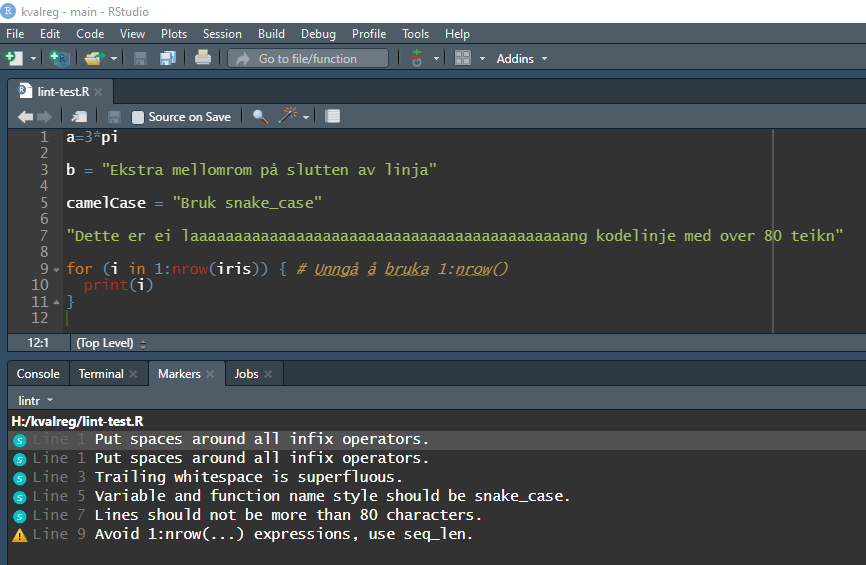 kvalreg - main - RStudio
File Edit Code View Plots Session Build Debug Profile Tools Help
Go to file/function Addins
lint-test.R
Source on Save
1 a=3*pi
2
3 b = "Ekstra mellomrom på slutten av linja"
4
5 camelCase = "Bruk snake_case"
6
7 "Dette er ei laaaaaaaaaaaaaaaaaaaaaaaaaaaaaaaaaaaaaaaaaaang kodelinje med over 80 teikn"
8
9 for (i in 1:nrow(iris)) { # Unngå å bruka 1:nrow()
10 print(i)
11 }
12
12:1 (Top Level)
Console Terminal Markers Jobs
lintr
H:/kvalreg/lint-test.R
Line 1 Put spaces around all infix operators.
Line 1 Put spaces around all infix operators.
Line 3 Trailing whitespace is superfluous.
Line 5 Variable and function name style should be snake_case.
Line 7 Lines should not be more than 80 characters.
Line 9 Avoid 1:nrow(...) expressions, use seq_len.